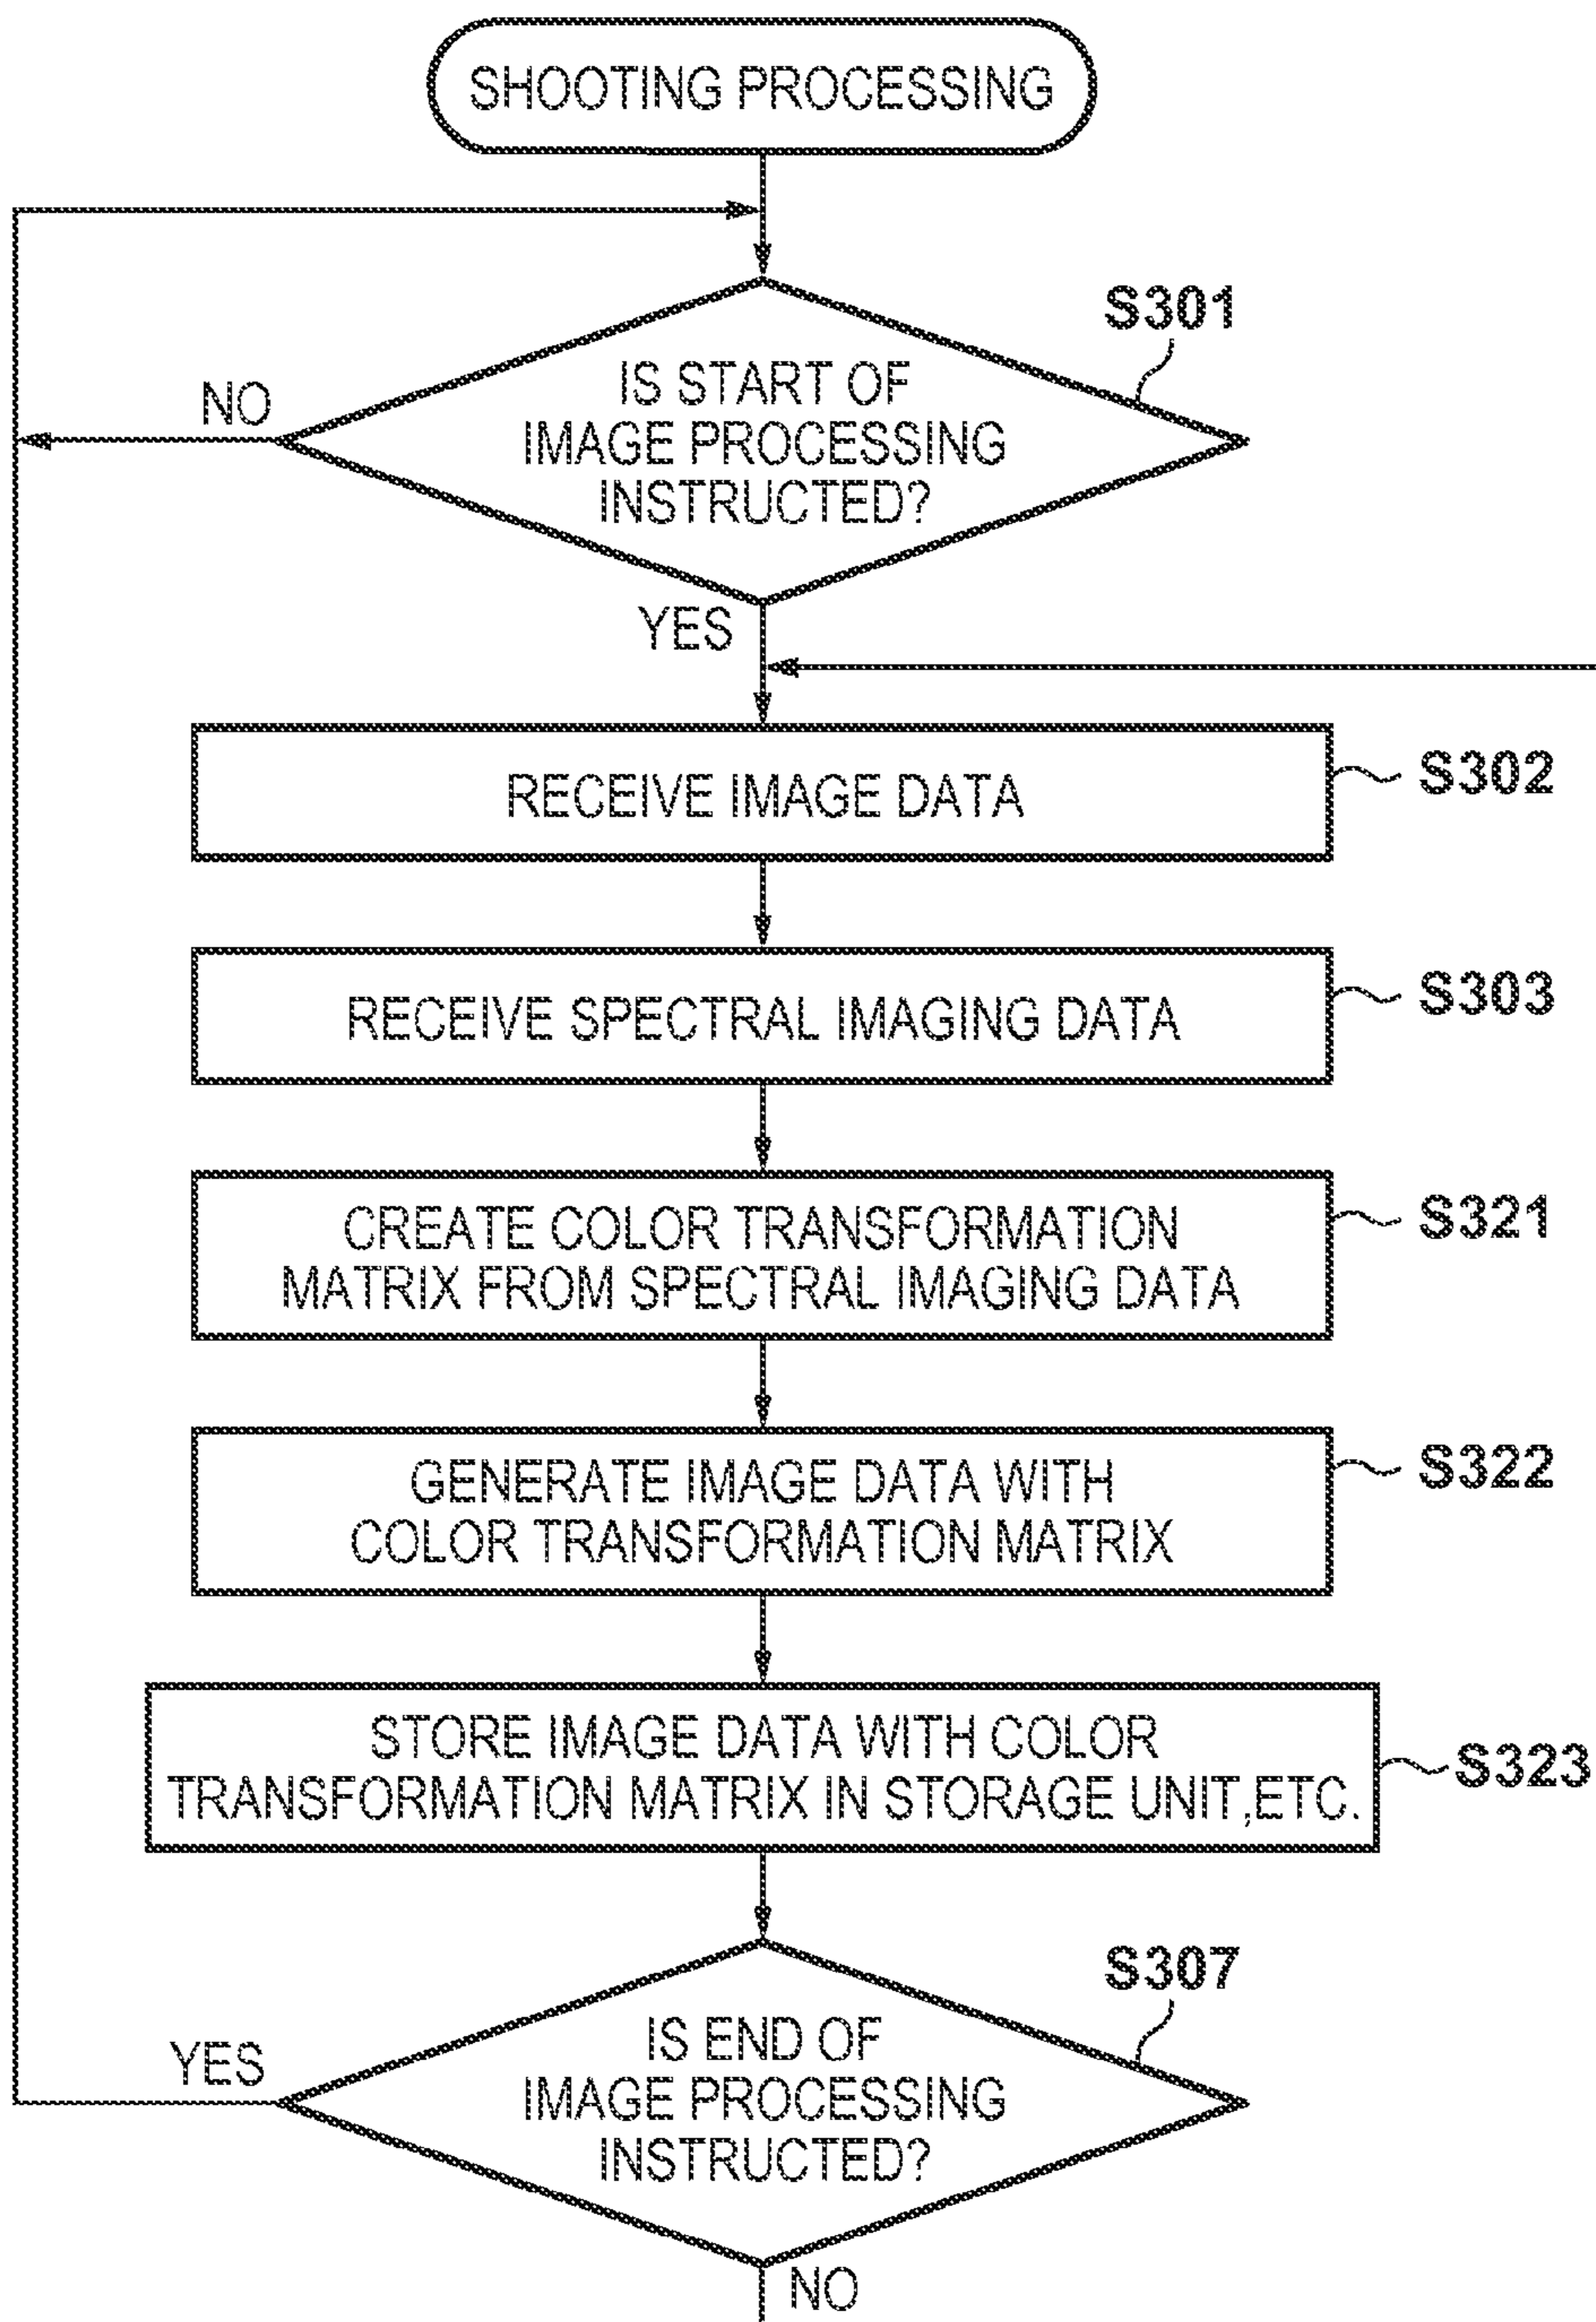 SHOOTING PROCESSING
S301
IS START OF
IMAGE PROCESSING
INSTRUCTED?
NO
YES
RECEIVE IMAGE DATA
S302
RECEIVE SPECTRAL IMAGING DATA
S303
CREATE COLOR TRANSFORMATION
MATRIX FROM SPECTRAL IMAGING DATA
S321
GENERATE IMAGE DATA WITH
COLOR TRANSFORMATION MATRIX
S322
STORE IMAGE DATA WITH COLOR
TRANSFORMATION MATRIX IN STORAGE UNIT,ETC.
S323
S307
IS END OF
IMAGE PROCESSING
INSTRUCTED?
YES
NO